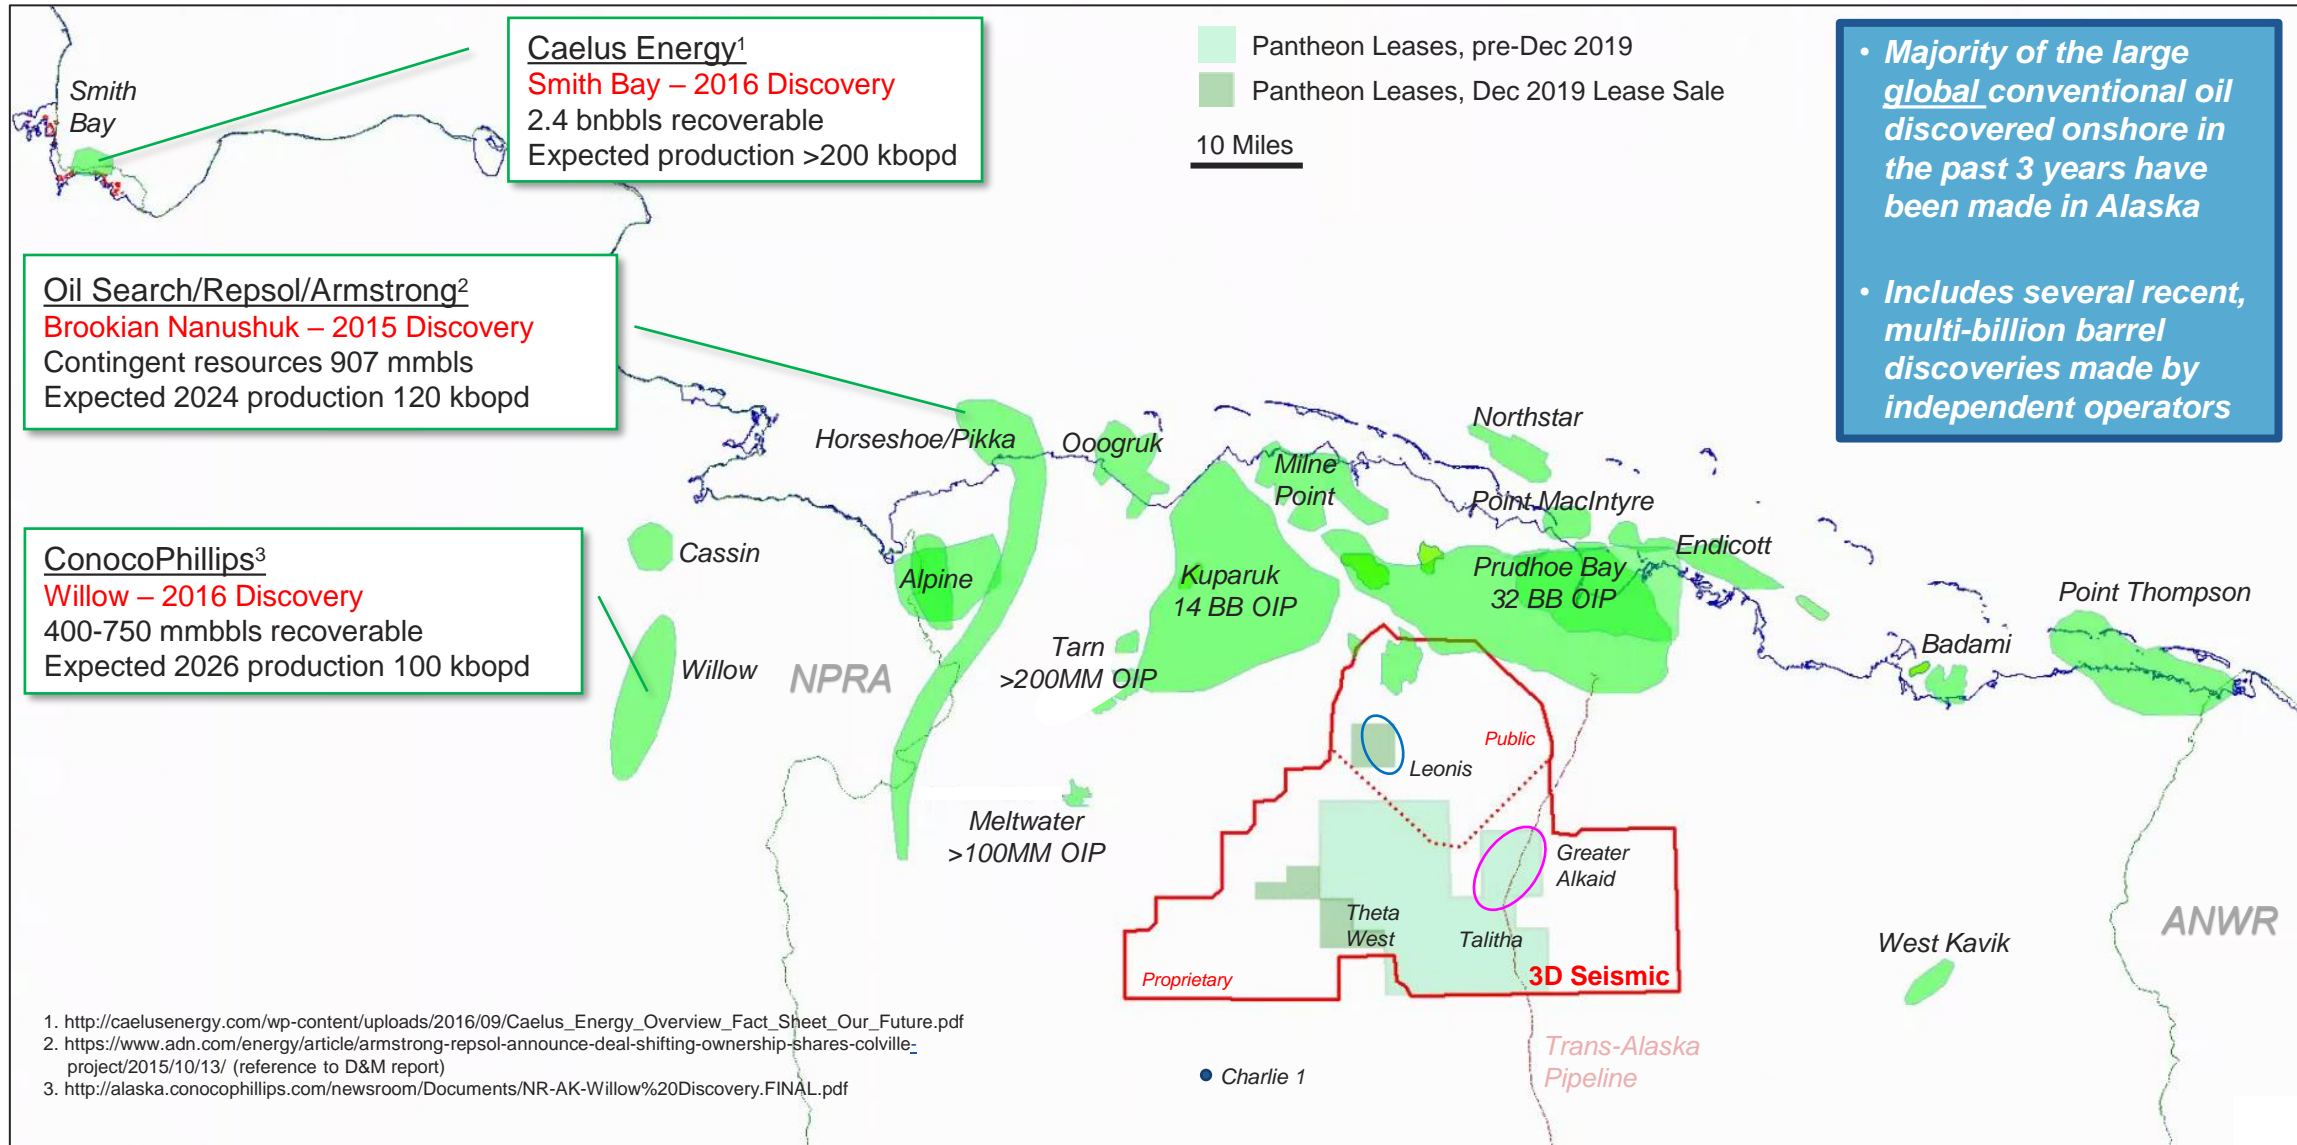 Caelus Energy1
Smith Bay – 2016 Discovery
2.4 bnbbls recoverable
Expected production >200 kbopd
Smith
Bay
Pantheon Leases, pre-Dec 2019
Pantheon Leases, Dec 2019 Lease Sale
10 Miles
• Majority of the large
global conventional oil
discovered onshore in
the past 3 years have
been made in Alaska
• Includes several recent,
multi-billion barrel
discoveries made by
independent operators
Oil Search/Repsol/Armstrong2
Brookian Nanushuk – 2015 Discovery
Contingent resources 907 mmbls
Expected 2024 production 120 kbopd
ConocoPhillips3
Willow – 2016 Discovery
400-750 mmbbls recoverable
Expected 2026 production 100 kbopd
Horseshoe/Pikka
Ooogruk
Milne
Point
Northstar
Point MacIntyre
Endicott
Cassin
Alpine
Kuparuk
14 BB OIP
Prudhoe Bay
32 BB OIP
Point Thompson
Badami
Willow
NPRA
Tarn
>200MM OIP
Public
Leonis
Meltwater
>100MM OIP
Greater
Alkaid
Theta
West
Talitha
Proprietary
3D Seismic
West Kavik
ANWR
Trans-Alaska
Pipeline
Charlie 1
1. http://caelusenergy.com/wp-content/uploads/2016/09/Caelus_Energy_Overview_Fact_Sheet_Our_Future.pdf
2. https://www.adn.com/energy/article/armstrong-repsol-announce-deal-shifting-ownership-shares-colville-
project/2015/10/13/ (reference to D&M report)
3. http://alaska.conocophillips.com/newsroom/Documents/NR-AK-Willow%20Discovery.FINAL.pdf